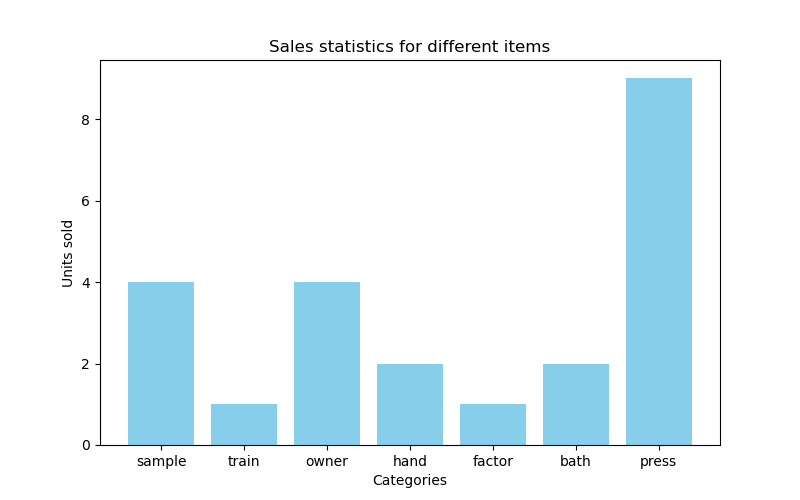 Sales statistics for different items
Units sold
8
6
4
2
0
sample train owner hand factor bath press
Categories